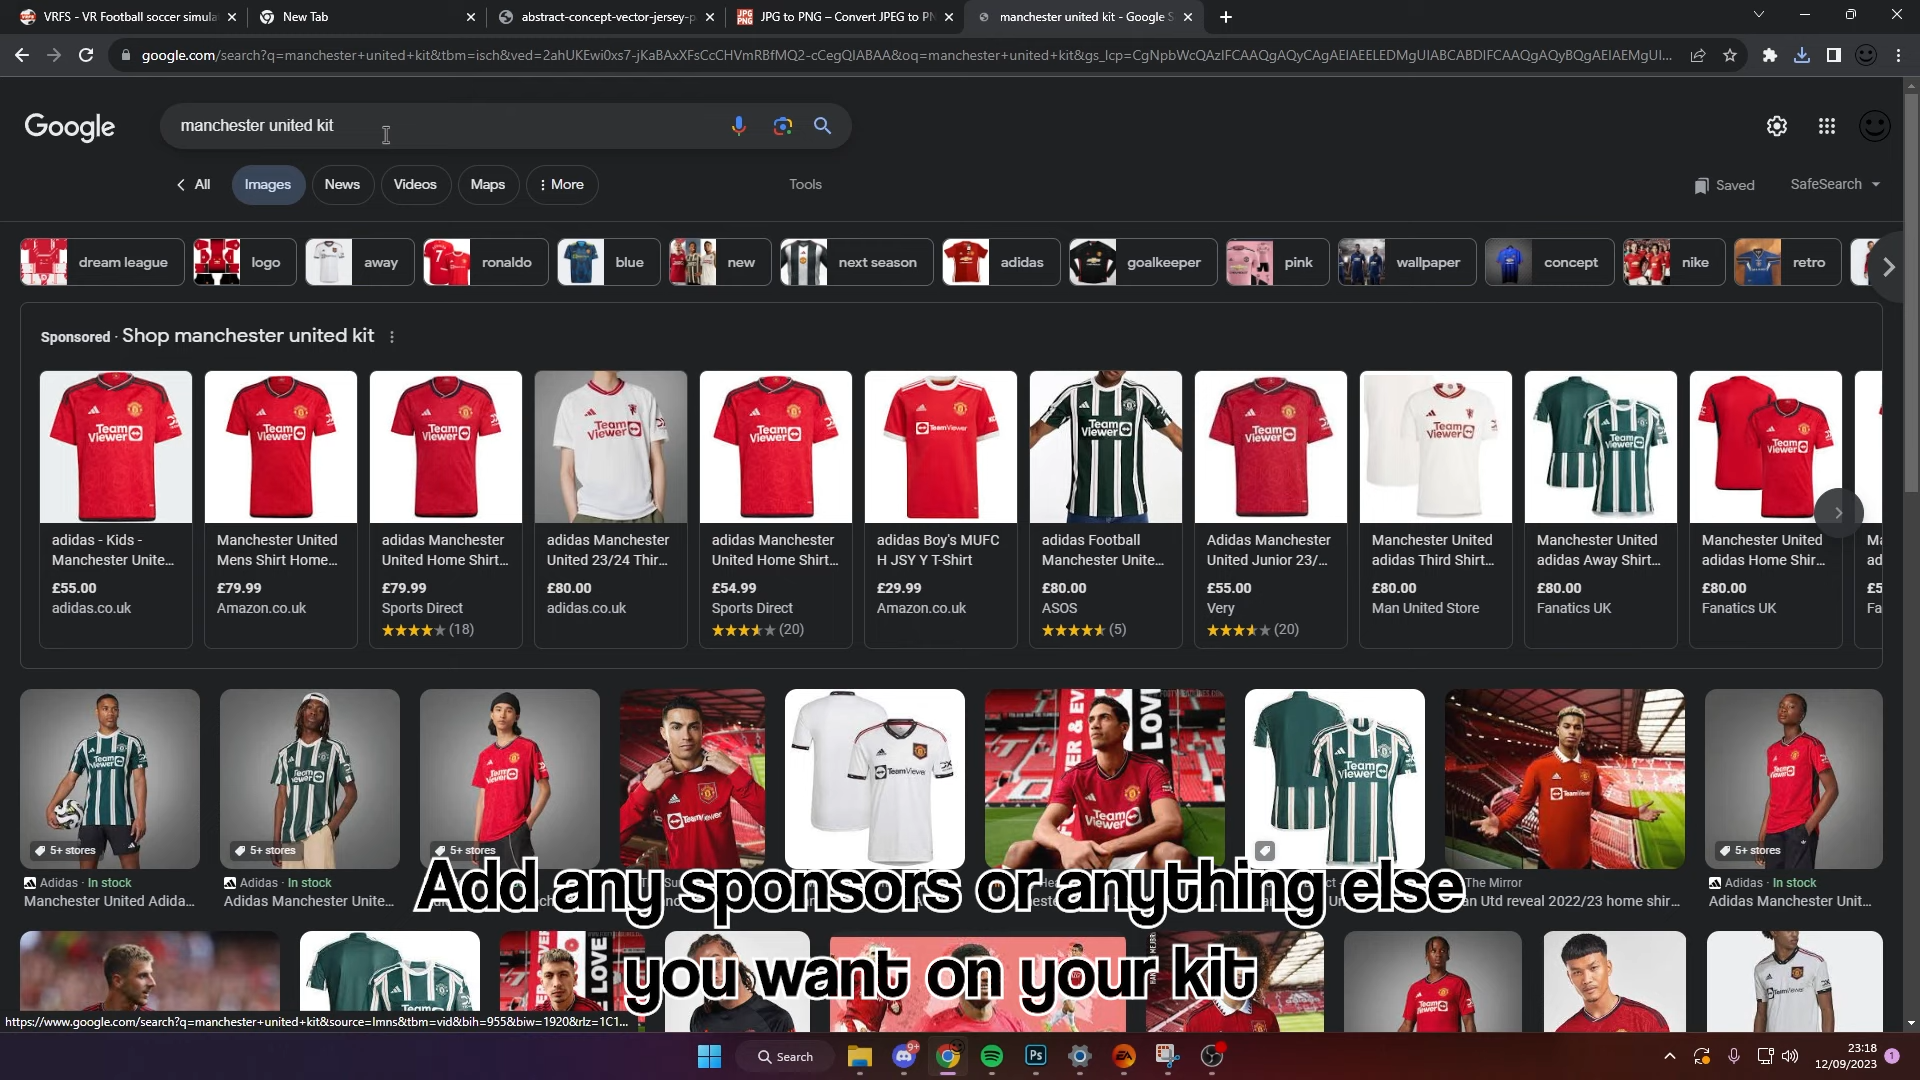 VRFS - VR Football soccer simula
New Tab
abstract-concept-vector-jersey-p
JPG to PNG – Convert JPEG to PN
manchester united kit - Google S
google.com/search?q=manchester+united+kit&tbm=isch&ved=2ahUKEwi0xs7-jKaBAxXFsCcCHVmRBfMQ2-cCegQIABAA&oq=manchester+united+kit&gs_lcp=CgNpbWcQAzIFCAAQgAQyCAgAEIAEELEDMgUIABCABDIFCAAQgAQyBQgAEIAEMgUI...
Google
manchester united kit
All
Images
News
Videos
Maps
More
Tools
Saved
SafeSearch
dream league
logo
away
ronaldo
blue
new
next season
adidas
goalkeeper
pink
wallpaper
concept
nike
retro
Sponsored · Shop manchester united kit
adidas - Kids -
Manchester Unite...
£55.00
adidas.co.uk
Manchester United
Mens Shirt Home...
£79.99
Amazon.co.uk
adidas Manchester
United Home Shirt...
£79.99
Sports Direct
(18)
adidas Manchester
United 23/24 Thir...
£80.00
adidas.co.uk
adidas Manchester
United Home Shirt...
£54.99
Sports Direct
(20)
adidas Boy's MUFC
H JSY Y T-Shirt
£29.99
Amazon.co.uk
adidas Football
Manchester Unite...
£80.00
ASOS
(5)
Adidas Manchester
United Junior 23/...
£55.00
Very
(20)
Manchester United
adidas Third Shirt...
£80.00
Man United Store
Manchester United
adidas Away Shirt...
£80.00
Fanatics UK
Manchester United
adidas Home Shir...
£80.00
Fanatics UK
5+ stores
5+ stores
5+ stores
5+ stores
Adidas · In stock
Manchester United Adida...
Adidas · In stock
Adidas Manchester Unite...
The Mirror
an Utd reveal 2022/23 home shir...
Adidas · In stock
Adidas Manchester Unit...
Add any sponsors or anything else
you want on your kit
https://www.google.com/search?q=manchester+united+kit&source=lmns&tbm=vid&bih=955&biw=1920&rlz=1C1...
Search
9+
Ps
EA
23:18
12/09/2023
1